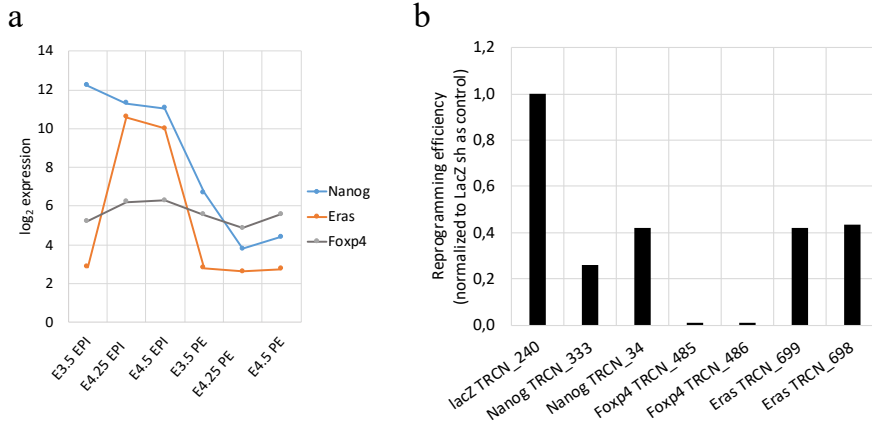 a
14
12
10
8
6
4
2
0
log2 expression
E3.5 EPI
E4.25 EPI
E4.5 EPI
E3.5 PE
E4.25 PE
E4.5 PE
Nanog
Eras
Foxp4
b
1,2
1,0
0,8
0,6
0,4
0,2
0,0
Reprogramming efficiency
(normalized to LacZ sh as control)
lacZ TRCN_240
Nanog TRCN_333
Nanog TRCN_34
Foxp4 TRCN_485
Foxp4 TRCN_486
Eras TRCN_699
Eras TRCN_698